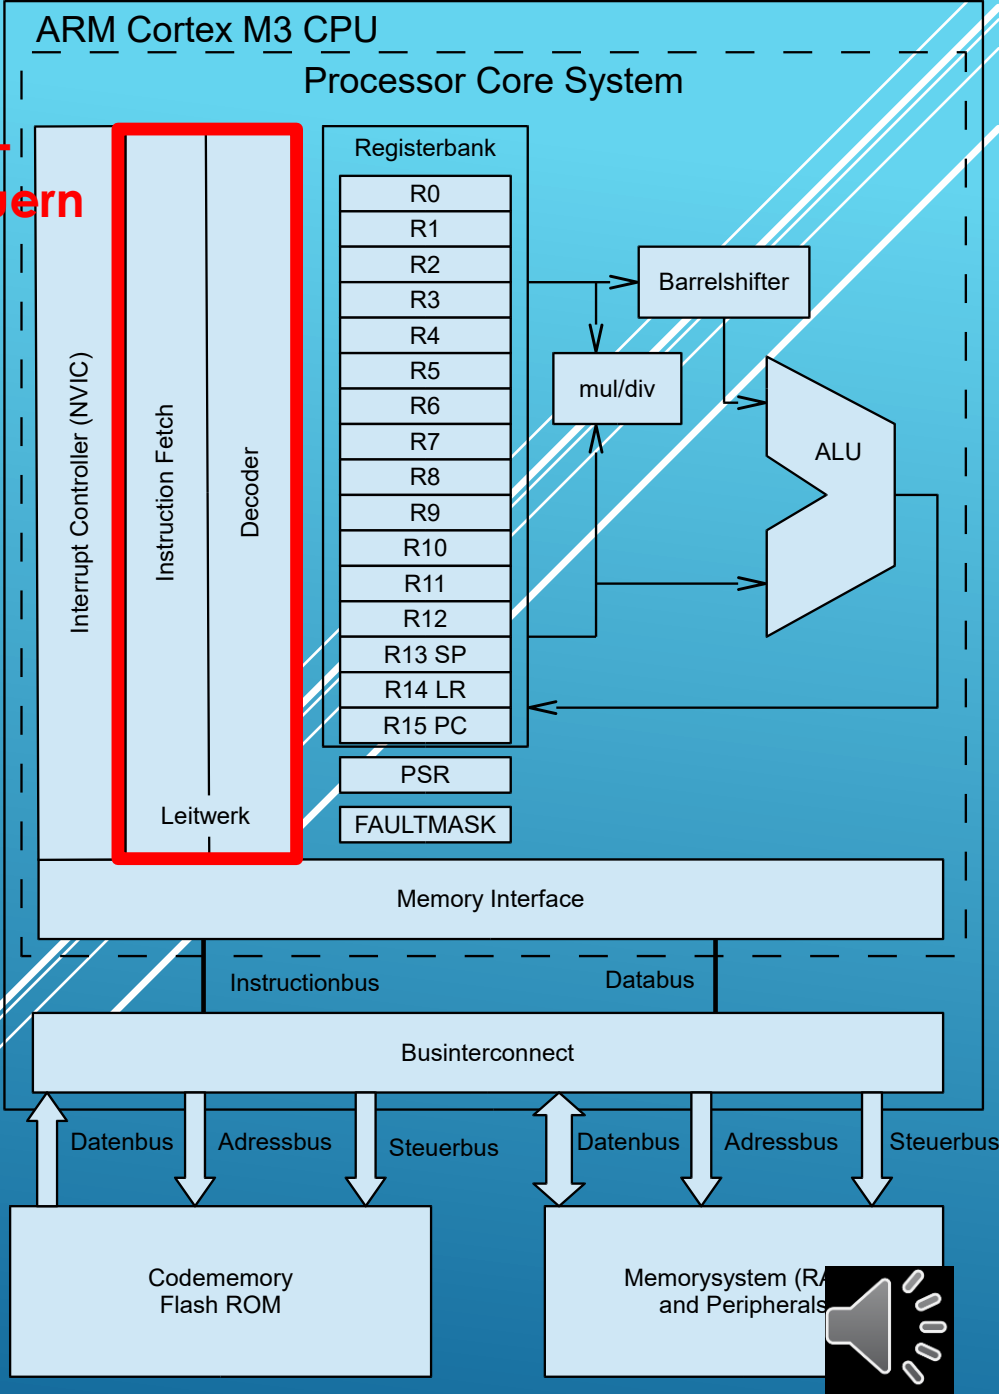 ARM Cortex M3 CPU
Processor Core System
Interrupt Controller (NVIC)
Instruction Fetch
Decoder
Leitwerk
Registerbank
R0
R1
R2
R3
R4
R5
R6
R7
R8
R9
R10
R11
R12
R13 SP
R14 LR
R15 PC
PSR
FAULTMASK
Barrelshifter
mul/div
ALU
Memory Interface
Instructionbus
Databus
Businterconnect
Datenbus
Adressbus
Steuerbus
Datenbus
Adressbus
Steuerbus
Codememory
Flash ROM
Memorysystem
and Peripherals